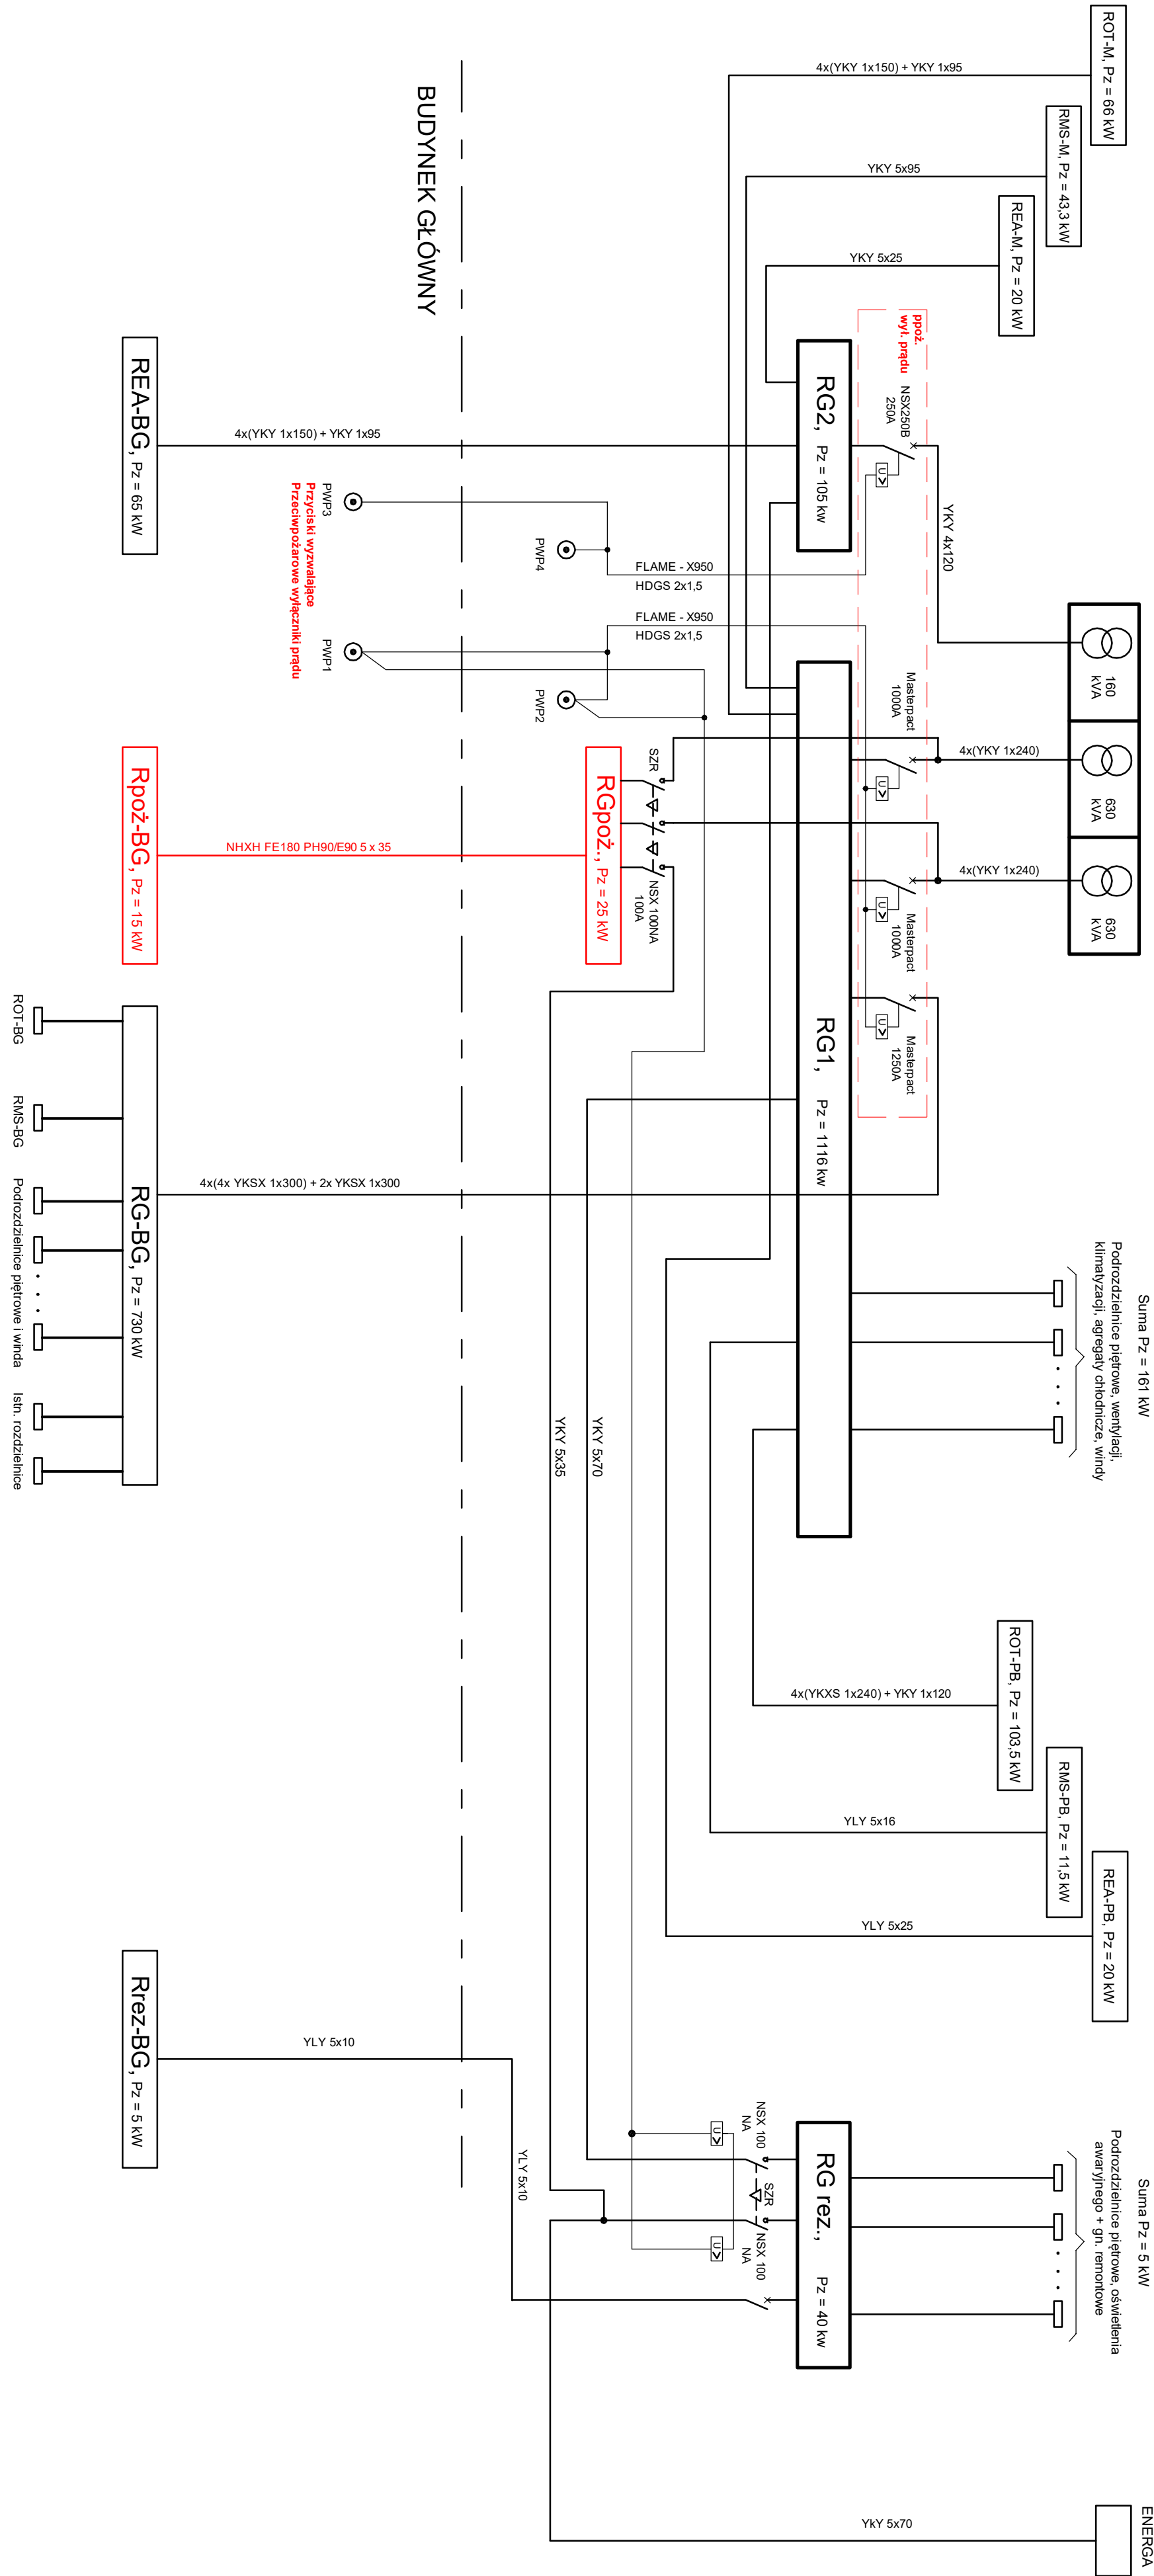 ROT-M, Pz = 66 kW
RMS-M, Pz = 43,3 kW
REA-M, Pz = 20 kW
4x(YKY 1x150) + YKY 1x95
YKY 5x95
YKY 5x25
BUDYNEK GŁÓWNY
ppoż.
wył. prądu
NSX250B
250A
U>
RG2, Pz = 105 kw
YKY 4x120
160
kVA
630
kVA
630
kVA
4x(YKY 1x240)
4x(YKY 1x240)
REA-BG, Pz = 65 kW
4x(YKY 1x150) + YKY 1x95
PWP3
Przyciski wyzwalające
Przeciwpożarowe wyłączniki prądu
PWP4
FLAME - X950
HDGS 2x1,5
FLAME - X950
HDGS 2x1,5
PWP1
PWP2
Masterpact
1000A
U>
Masterpact
1000A
U>
Masterpact
1250A
U>
RG1, Pz = 1116 kw
SZR
NSX 100NA
100A
RGpoż., Pz = 25 kW
NHXH FE180 PH90/E90 5 x 35
Rpoż-BG, Pz = 15 kW
4x(4x YKSX 1x300) + 2x YKSX 1x300
RG-BG, Pz = 730 kW
ROT-BG
RMS-BG
Podrozdzielnice piętrowe i winda
Istn. rozdzielnice
Suma Pz = 161 kW
Podrozdzielnice piętrowe, wentylacji,
klimatyzacji, agregaty chłodnicze, windy
YKY 5x70
YKY 5x35
ROT-PB, Pz = 103,5 kW
RMS-PB, Pz = 11,5 kW
REA-PB, Pz = 20 kW
4x(YKXS 1x240) + YKY 1x120
YLY 5x16
YLY 5x25
Rrez-BG, Pz = 5 kW
YLY 5x10
YLY 5x10
NSX 100
NA
U>
SZR
NSX 100
NA
U>
RG rez., Pz = 40 kw
Suma Pz = 5 kW
Podrozdzielnice piętrowe, oświetlenia
awaryjnego + gn. remontowe
YkY 5x70
ENERGA